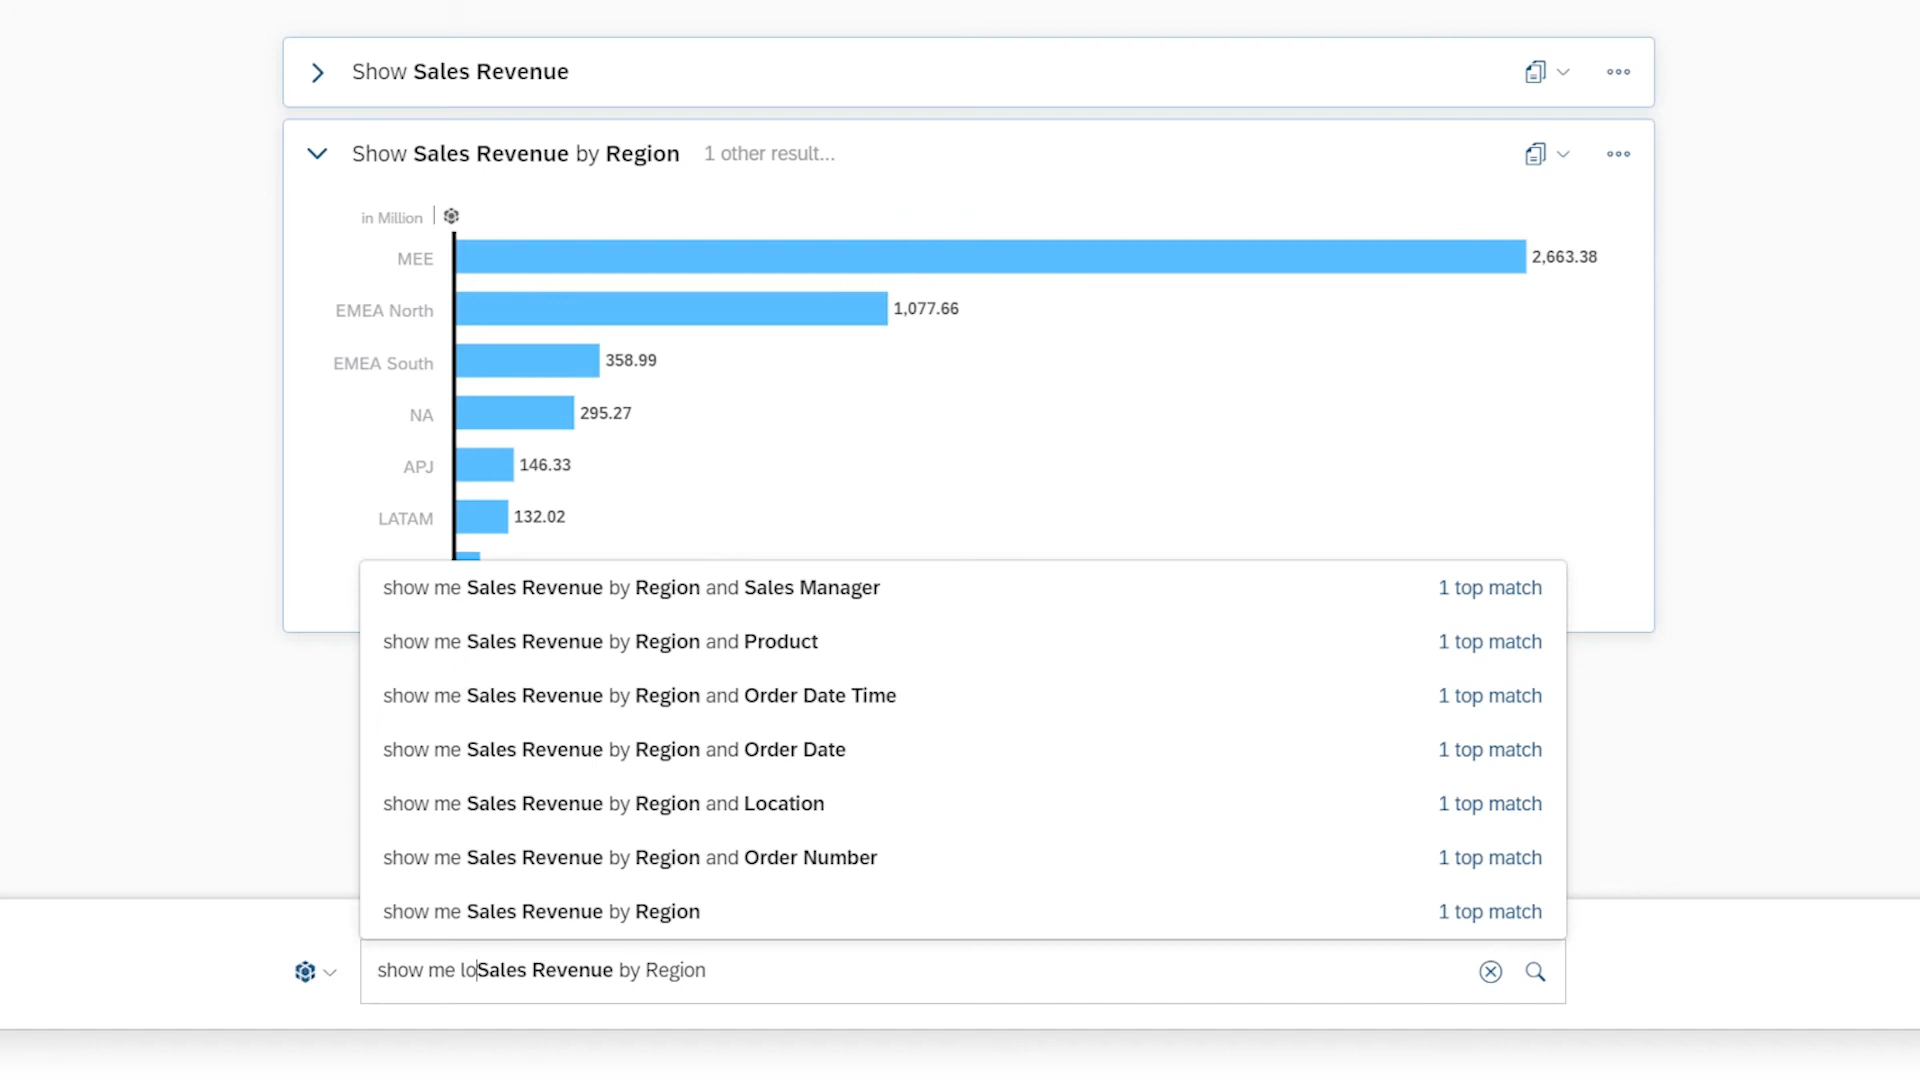 Show Sales Revenue
Show Sales Revenue by Region 1 other result...
in Million
MEE 2,663.38
EMEA North 1,077.66
EMEA South 358.99
NA 295.27
APJ 146.33
LATAM 132.02
show me Sales Revenue by Region and Sales Manager 1 top match
show me Sales Revenue by Region and Product 1 top match
show me Sales Revenue by Region and Order Date Time 1 top match
show me Sales Revenue by Region and Order Date 1 top match
show me Sales Revenue by Region and Location 1 top match
show me Sales Revenue by Region and Order Number 1 top match
show me Sales Revenue by Region 1 top match
show me loSales Revenue by Region